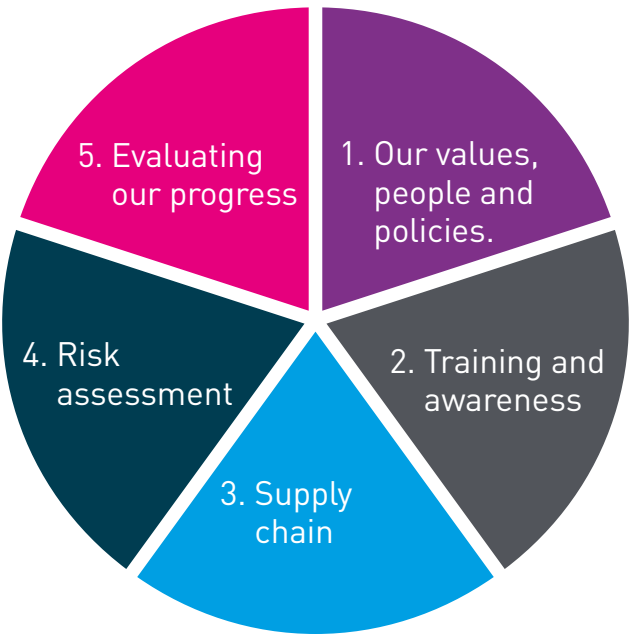 1. Our values,
people and
policies.
2. Training and
awareness
3. Supply
chain
4. Risk
assessment
5. Evaluating
our progress